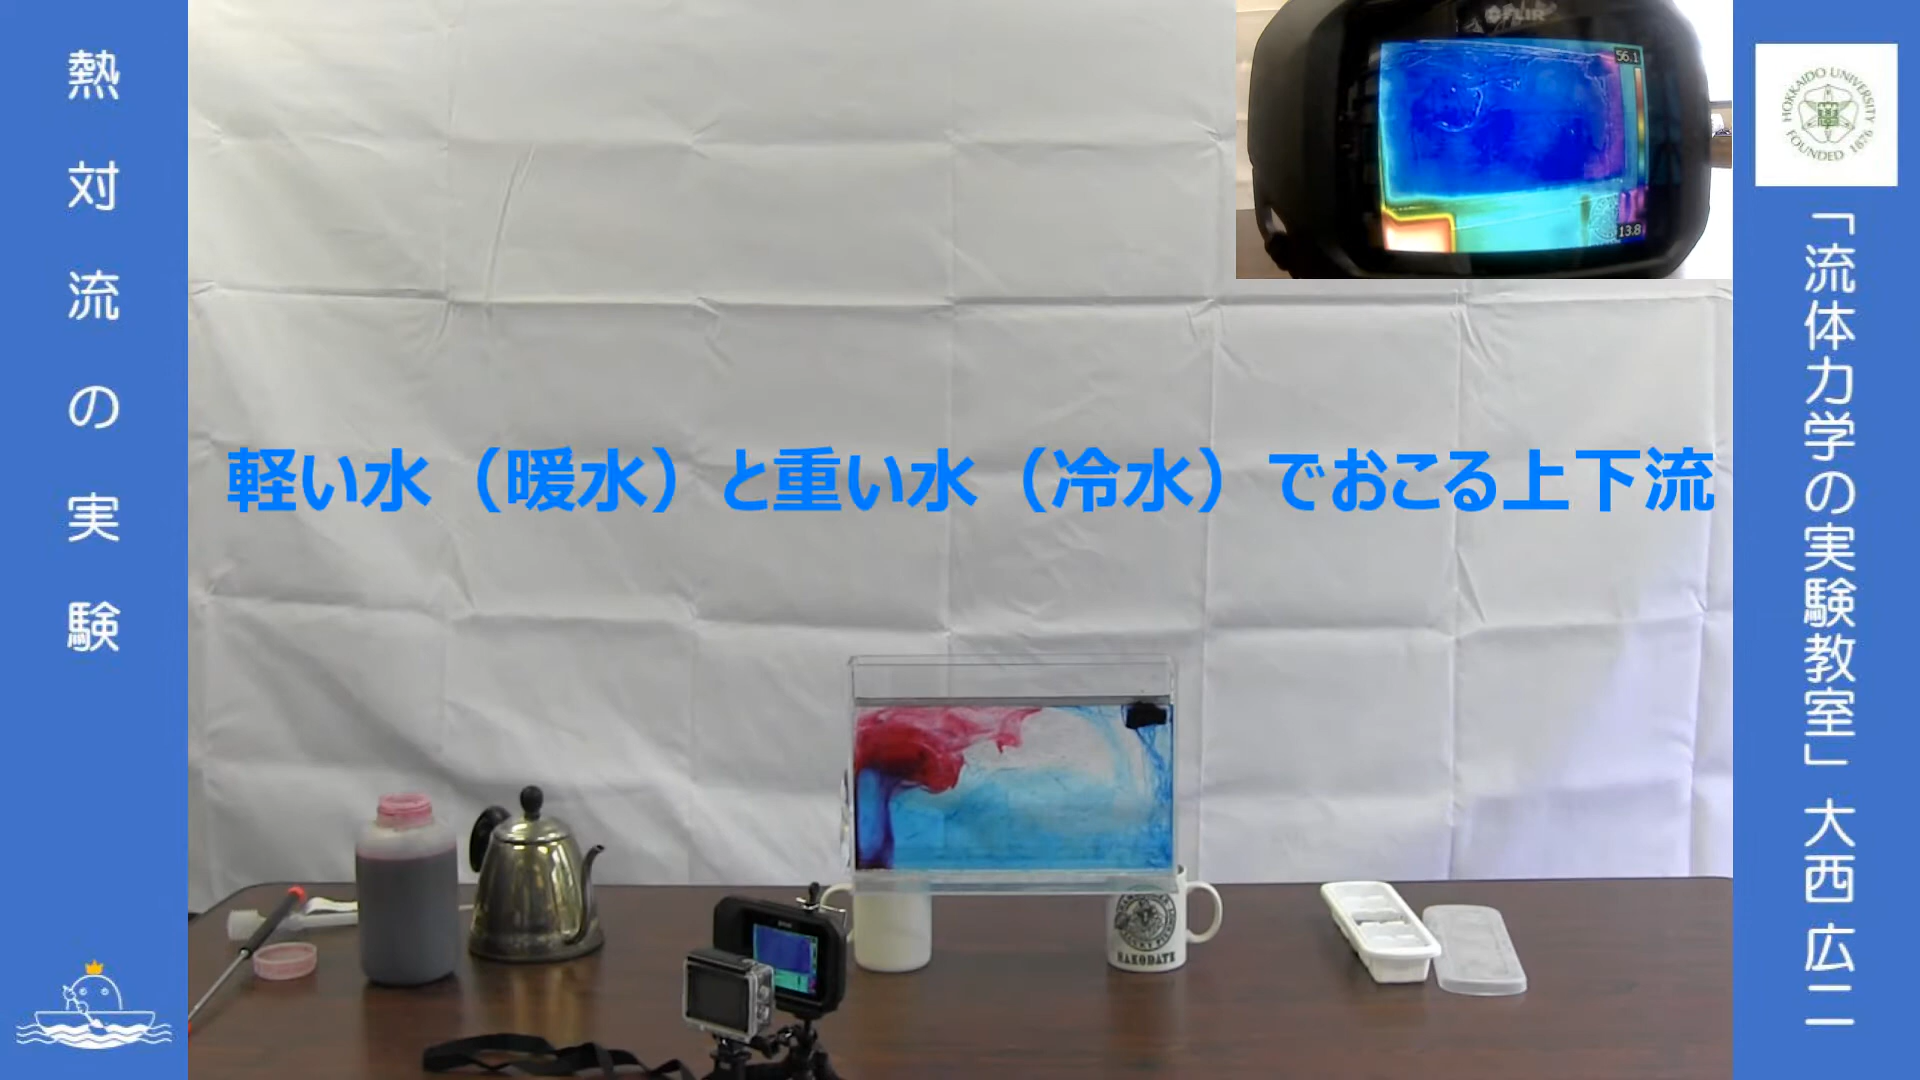 熱対流の実験
軽い水（暖水）と重い水（冷水）でおこる上下流
「流体力学の実験教室」大西 広二
HOKKAIDO UNIVERSITY
FOUNDED 1876
FLIR
56.1
13.8
HAKODATE